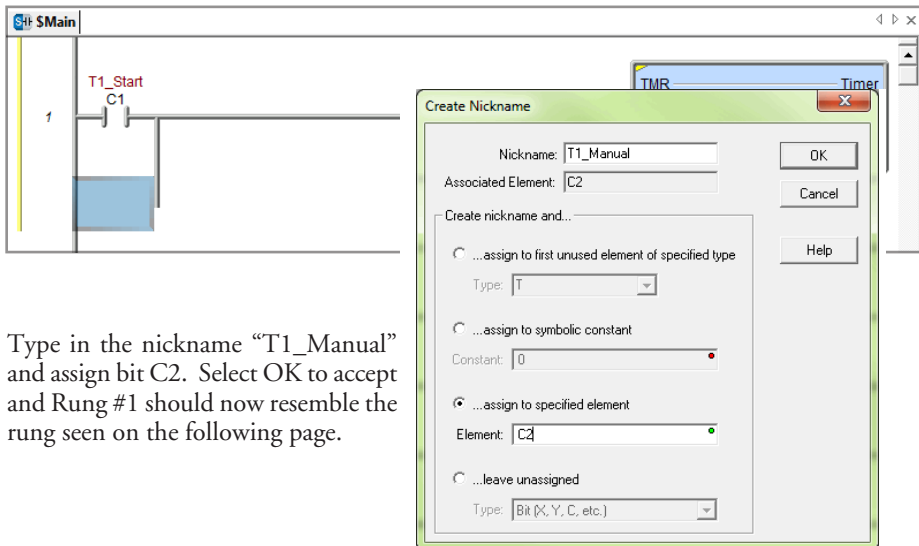 $Main
T1_Start
C1
1
TMR Timer
Create Nickname
Nickname: T1_Manual
OK
Associated Element: C2
Cancel
Create nickname and...
Help
...assign to first unused element of specified type
Type: T
...assign to symbolic constant
Constant: 0
...assign to specified element
Element: C2
...leave unassigned
Type: Bit (X, Y, C, etc.)
Type in the nickname “T1_Manual”
and assign bit C2. Select OK to accept
and Rung #1 should now resemble the
rung seen on the following page.